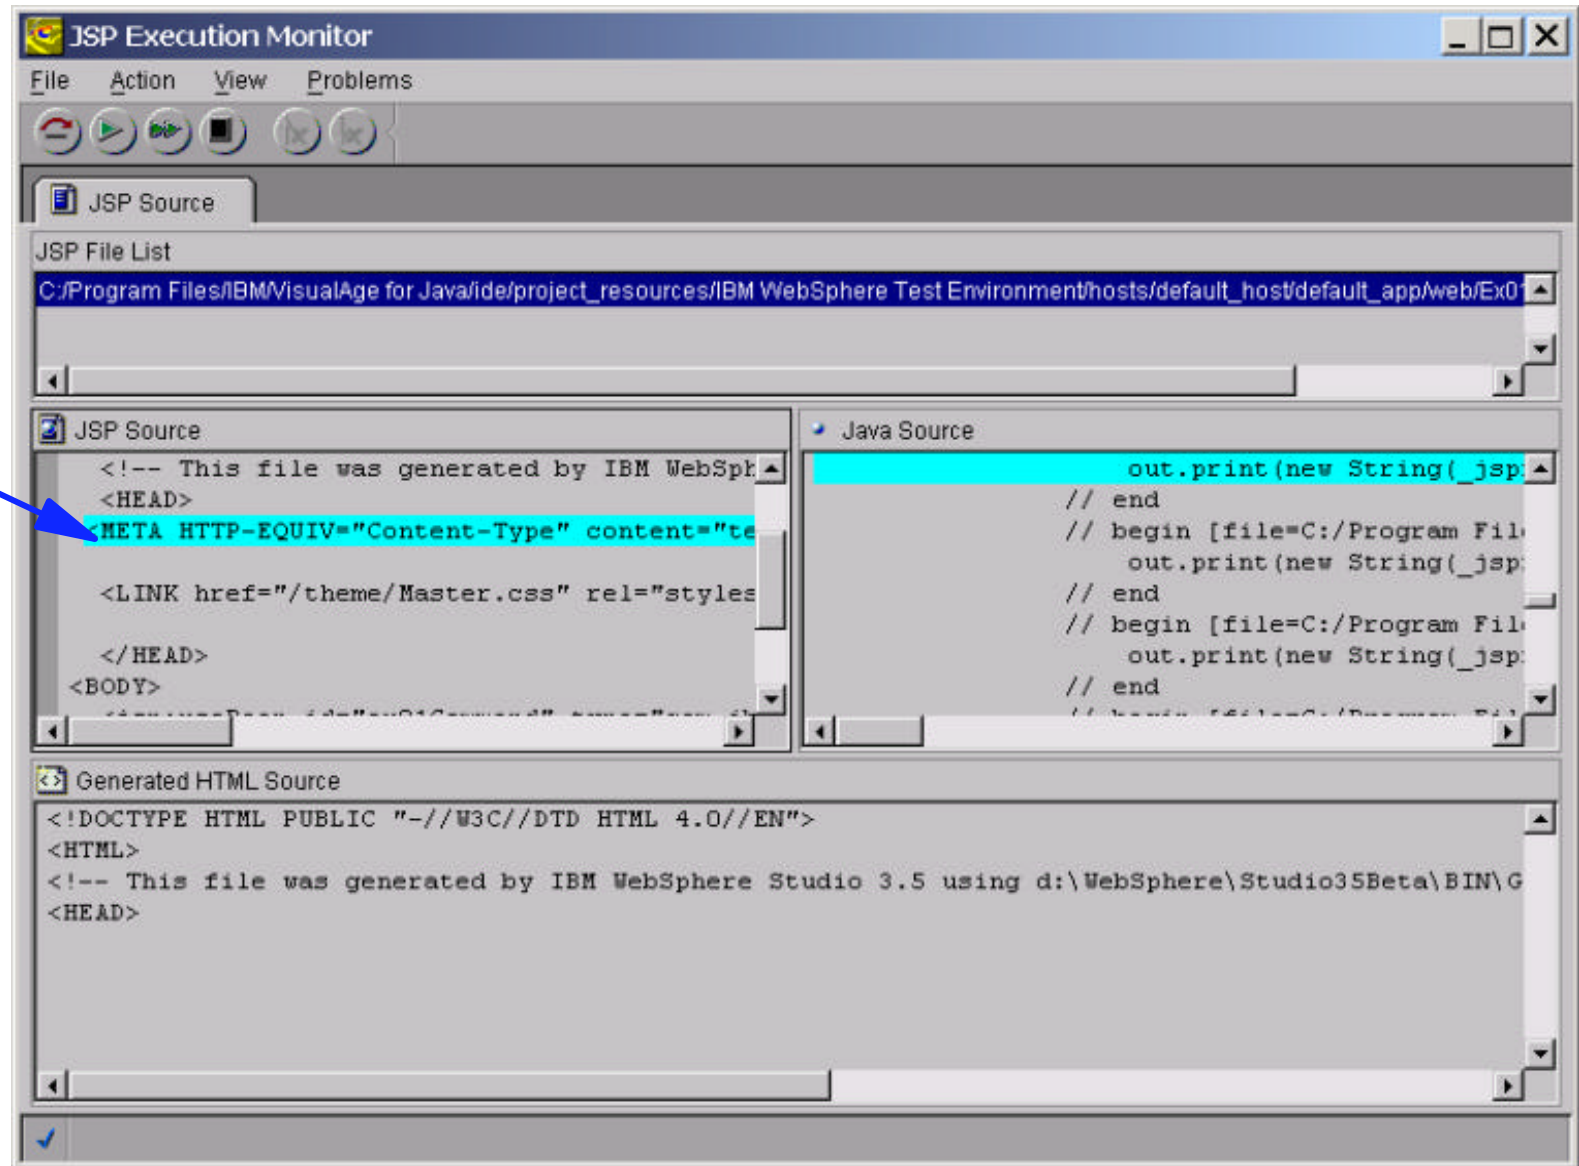 JSP Execution Monitor
File Action View Problems
JSP Source
JSP File List
C:/Program Files/IBM/VisualAge for Java/ide/project_resources/IBM WebSphere Test Environment/hosts/default_host/default_app/web/Ex01
JSP Source
<!-- This file was generated by IBM WebSph
<HEAD>
<META HTTP-EQUIV="Content-Type" content="te
<LINK href="/theme/Master.css" rel="styles
</HEAD>
<BODY>
Java Source
out.print(new String(_jsp
// end
// begin [file=C:/Program Fil
out.print(new String(_jsp
// end
// begin [file=C:/Program Fil
out.print(new String(_jsp
// end
// begin [file=C:/Program Fil
Generated HTML Source
<!DOCTYPE HTML PUBLIC "-//W3C//DTD HTML 4.0//EN">
<HTML>
<!-- This file was generated by IBM WebSphere Studio 3.5 using d:\WebSphere\Studio35Beta\BIN\G
<HEAD>